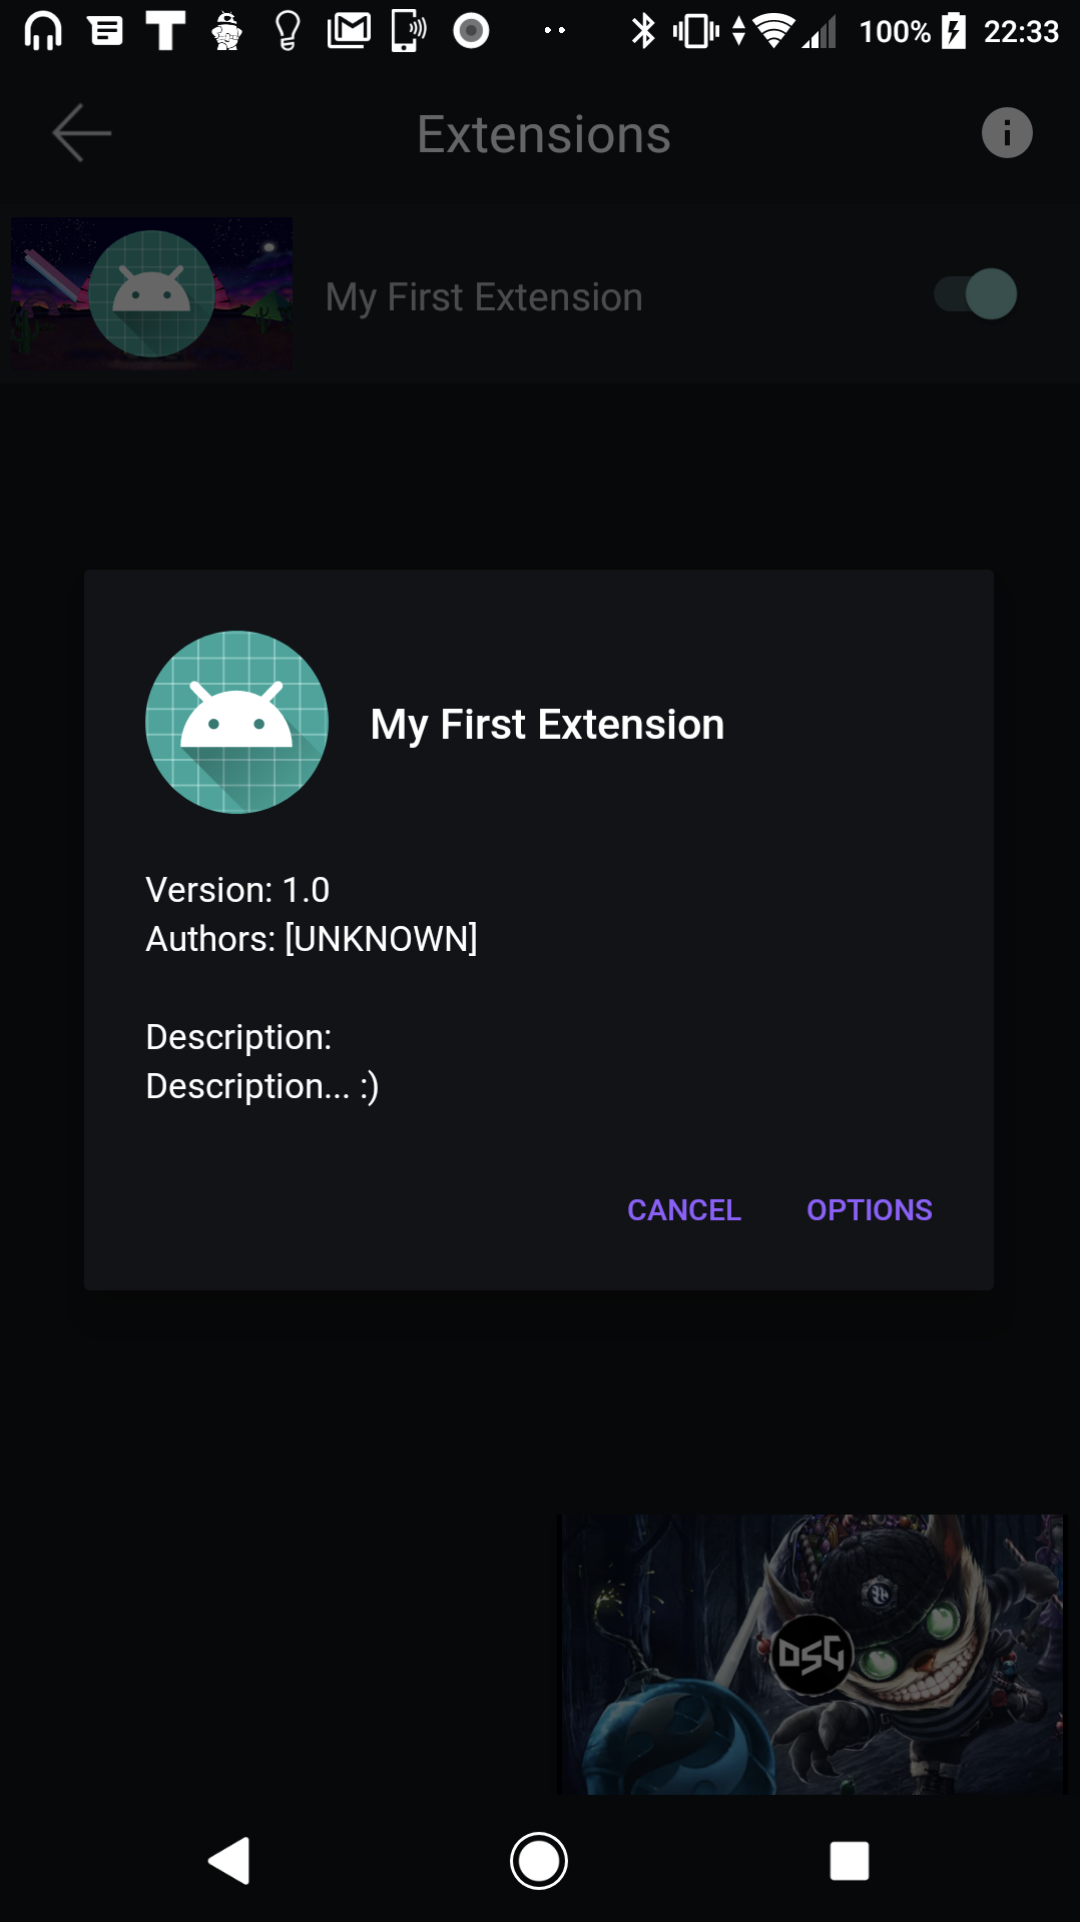 100% 22:33
Extensions
My First Extension
My First Extension
Version: 1.0
Authors: [UNKNOWN]
Description:
Description... :)
CANCEL OPTIONS
DSG